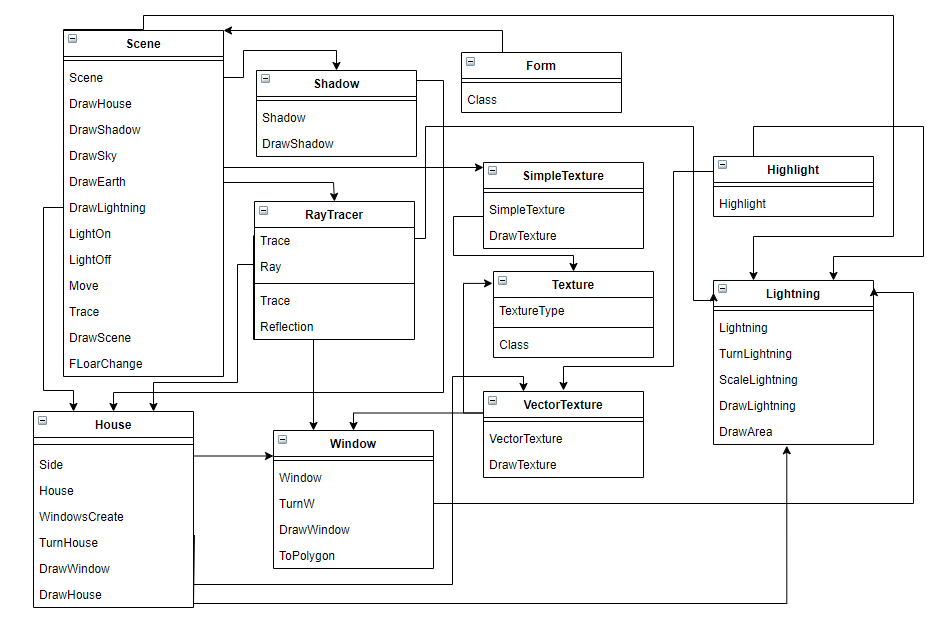 Scene
Scene
DrawHouse
DrawShadow
DrawSky
DrawEarth
DrawLightning
LightOn
LightOff
Move
Trace
DrawScene
FLoarChange
Shadow
Shadow
DrawShadow
Form
Class
SimpleTexture
SimpleTexture
DrawTexture
Highlight
Highlight
RayTracer
Trace
Ray
Trace
Reflection
Texture
TextureType
Class
Lightning
Lightning
TurnLightning
ScaleLightning
DrawLightning
DrawArea
VectorTexture
VectorTexture
DrawTexture
House
Side
House
WindowsCreate
TurnHouse
DrawWindow
DrawHouse
Window
Window
TurnW
DrawWindow
ToPolygon